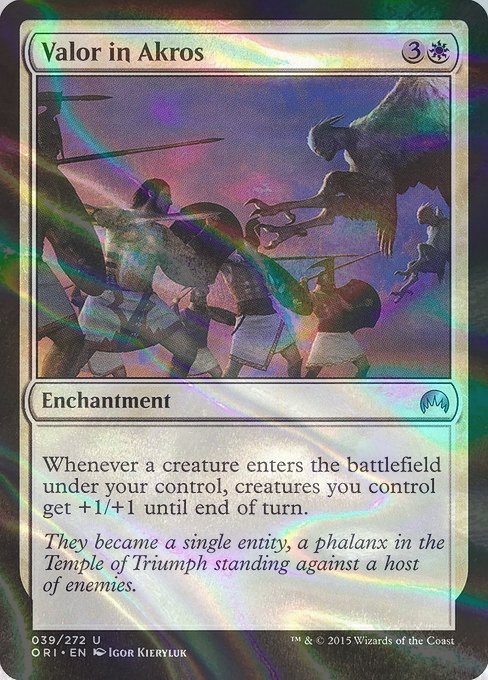 Valor in Akros 3
Enchantment
Whenever a creature enters the battlefield
under your control, creatures you control
get +1/+1 until end of turn.
They became a single entity, a phalanx in the
Temple of Triumph standing against a host
of enemies.
039/272 U
ORI • EN Igor Kieryluk
™ & © 2015 Wizards of the Coast